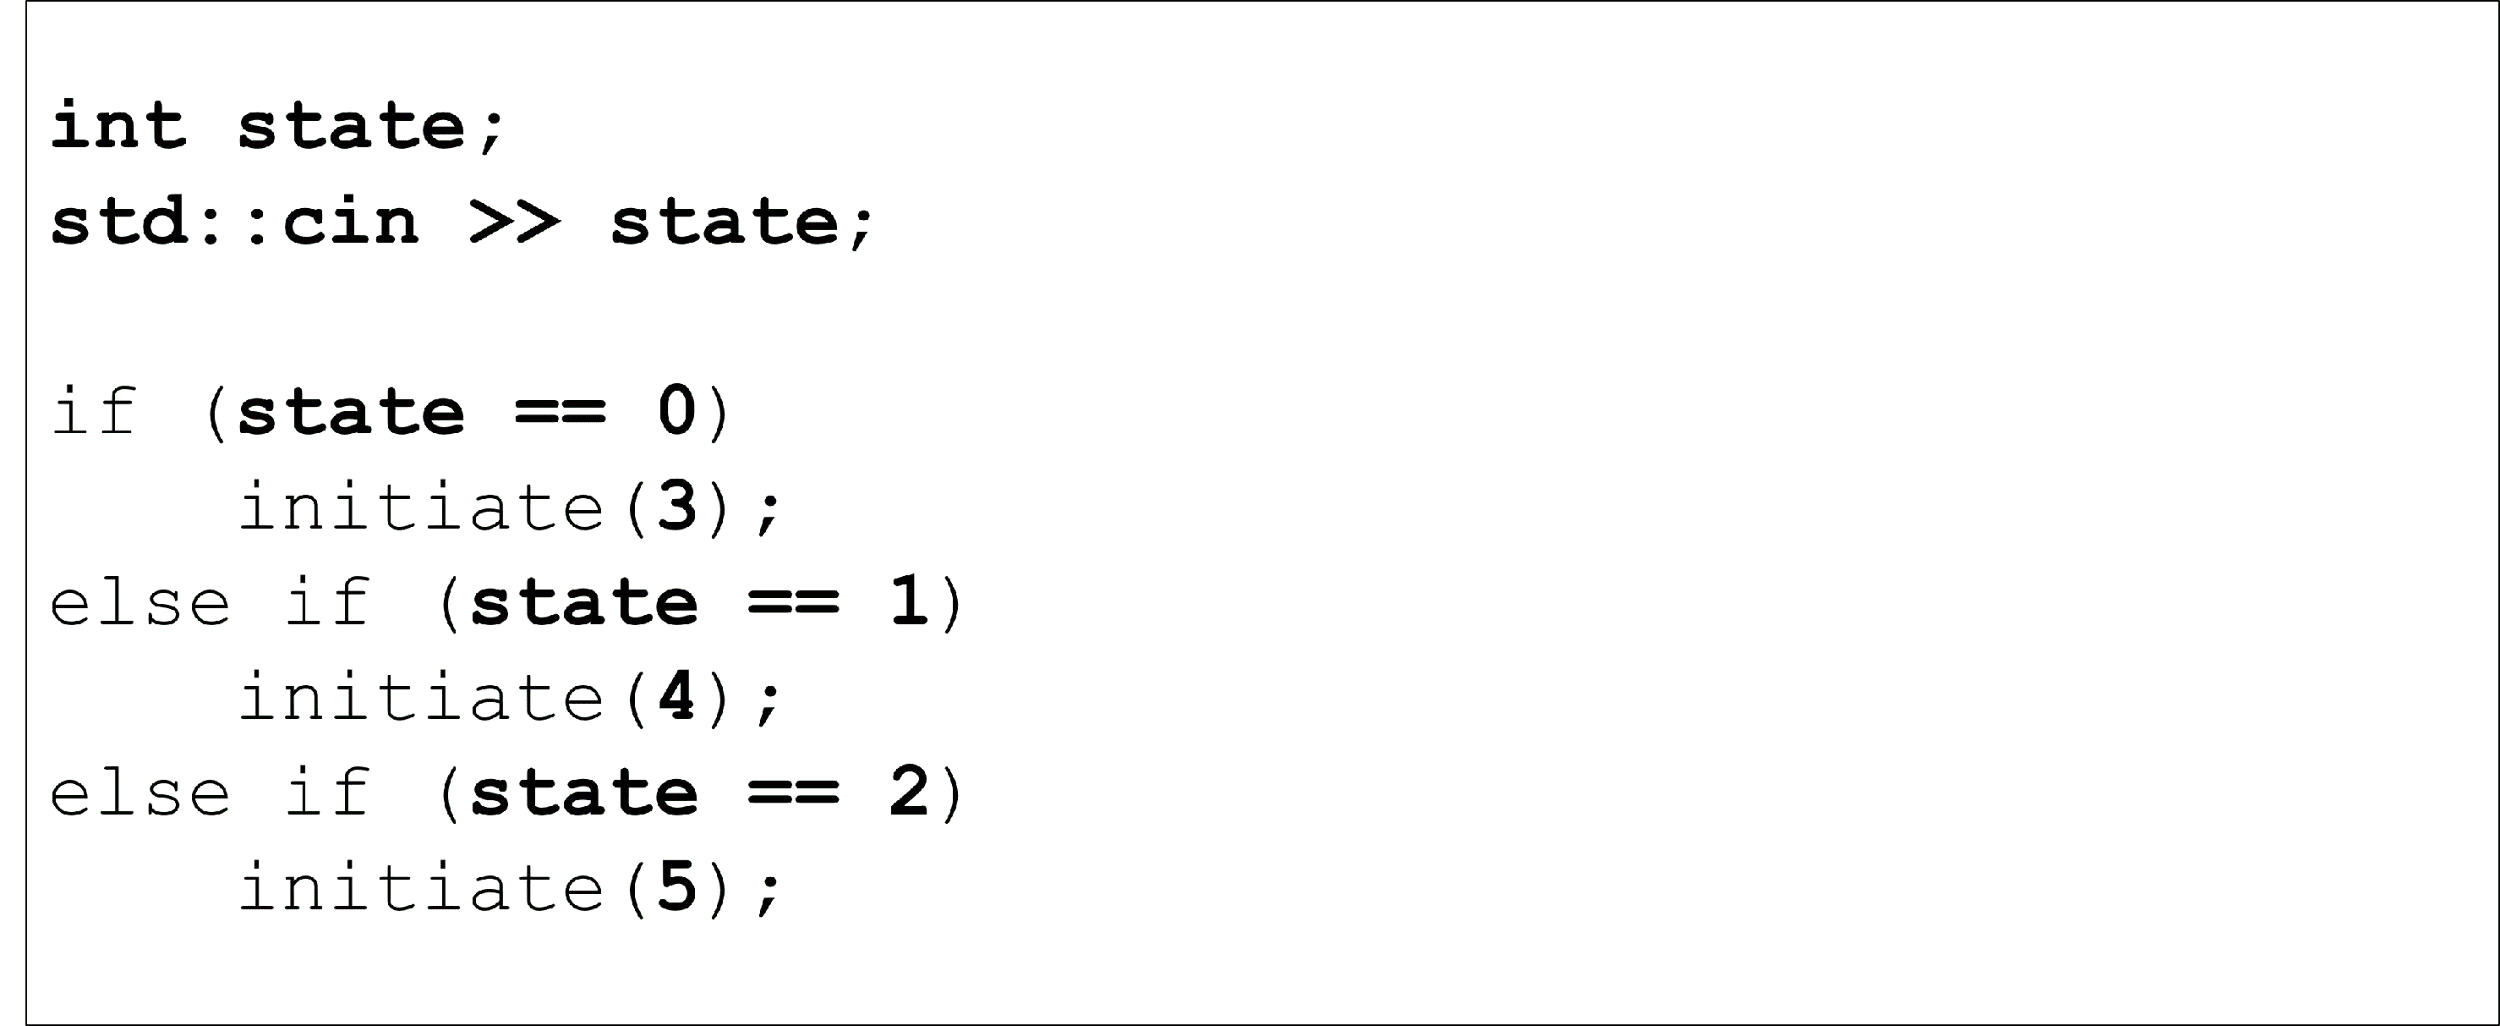 int state;
std::cin >> state;
if (state == 0)
    initiate(3);
else if (state == 1)
    initiate(4);
else if (state == 2)
    initiate(5);